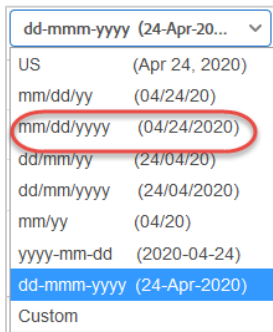 dd-mmm-yyyy (24-Apr-20...
US (Apr 24, 2020)
mm/dd/yy (04/24/20)
mm/dd/yyyy (04/24/2020)
dd/mm/yy (24/04/20)
dd/mm/yyyy (24/04/2020)
mm/yy (04/20)
yyyy-mm-dd (2020-04-24)
dd-mmm-yyyy (24-Apr-2020)
Custom